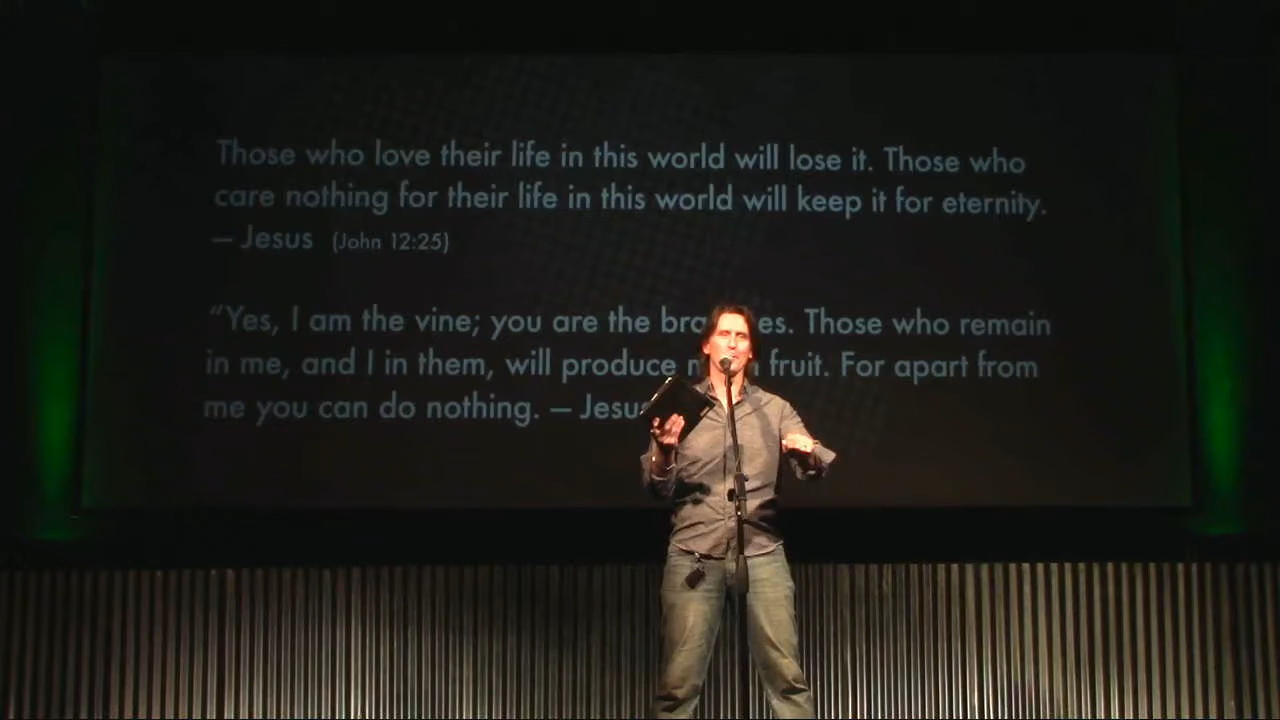 Those who love their life in this world will lose it. Those who
care nothing for their life in this world will keep it for eternity.
— Jesus (John 12:25)
“Yes, I am the vine; you are the es. Those who remain
in me, and I in them, will produce fruit. For apart from
me you can do nothing. — Jesus